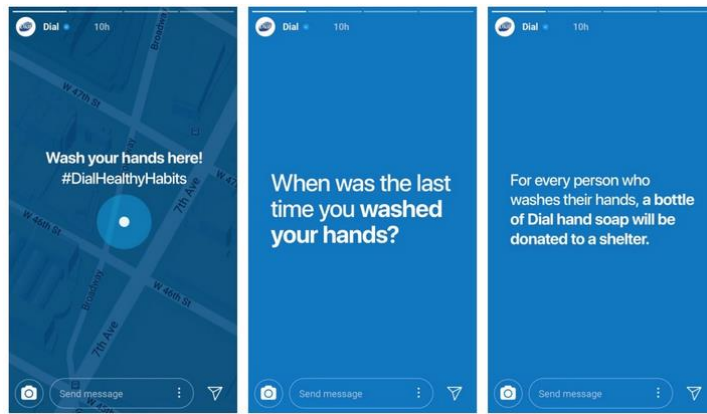 Dial 10h
Broadway
W 47th St
Wash your hands here!
#DialHealthyHabits
7th Ave
W 46th St
Broadway
W 46th St
7th Ave
W 45th St
Send message
Dial 10h
When was the last
time you washed
your hands?
Send message
Dial 10h
For every person who
washes their hands, a bottle
of Dial hand soap will be
donated to a shelter.
Send message